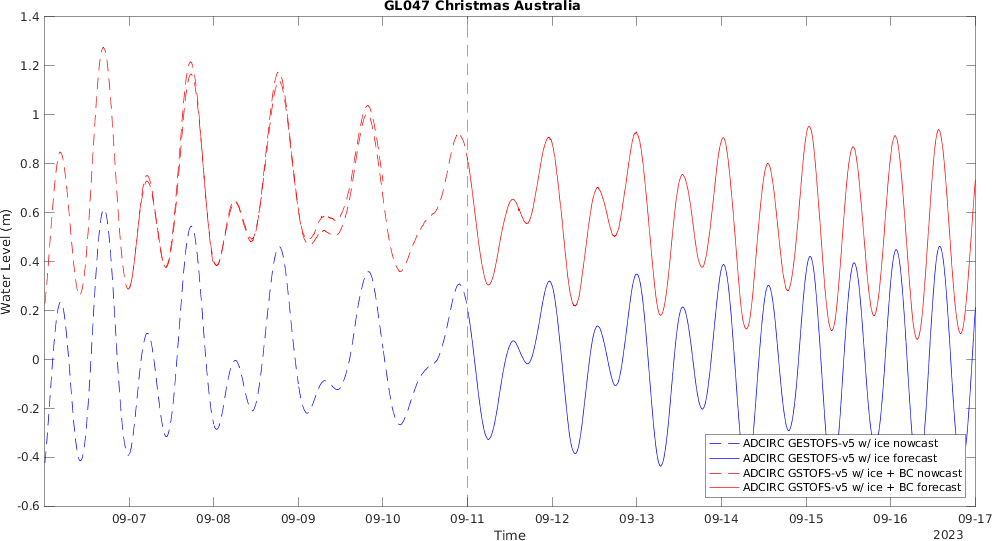 GL047 Christmas Australia
1.4
1.2
1
0.8
0.6
0.4
0.2
0
-0.2
-0.4
-0.6
Water Level (m)
ADCIRC GESTOFS-v5 w/ ice nowcast
ADCIRC GESTOFS-v5 w/ ice forecast
ADCIRC GSTOFS-v5 w/ ice + BC nowcast
ADCIRC GSTOFS-v5 w/ ice + BC forecast
09-07 09-08 09-09 09-10 09-11 09-12 09-13 09-14 09-15 09-16 09-17
Time
2023